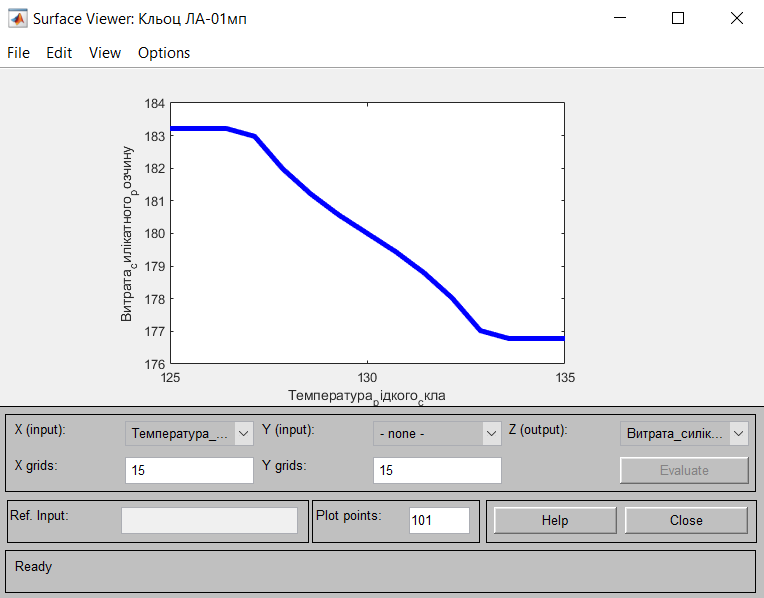 Surface Viewer: Кльоц ЛА-01мп
File Edit View Options
184
183
182
181
180
179
178
177
176
Витрата_силікатного_розчину
125 130 135
Температура_рідкого_скла
X (input): Температура_... Y (input): - none - Z (output): Витрата_силік...
X grids: 15 Y grids: 15 Evaluate
Ref. Input: Plot points: 101 Help Close
Ready